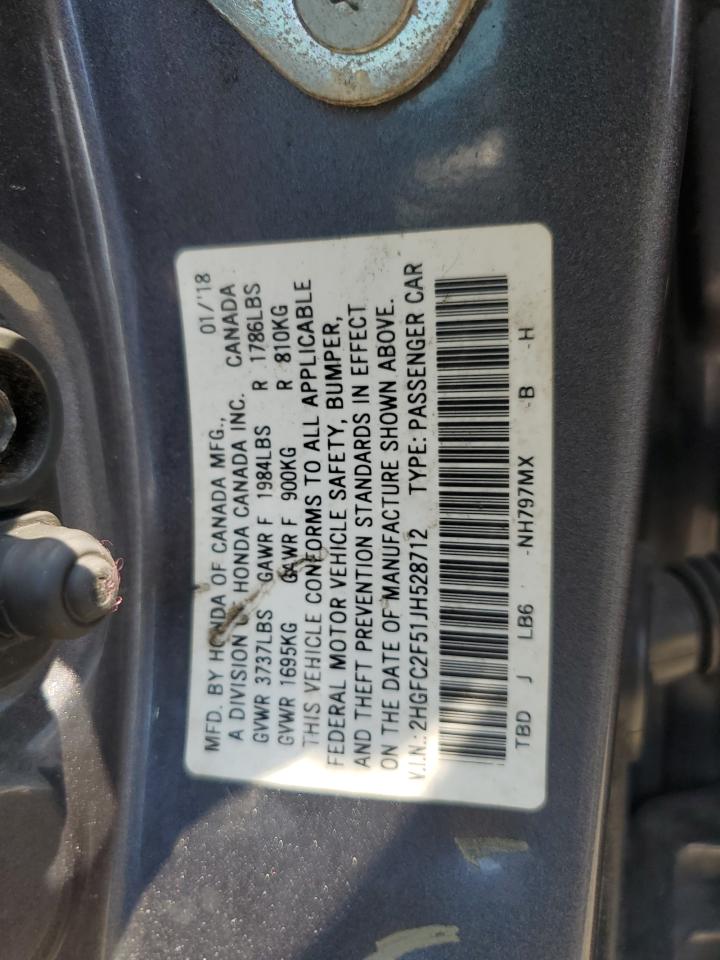 MFD. BY HONDA OF CANADA MFG., 01/'18
A DIVISION OF HONDA CANADA INC. CANADA
GVWR 3737LBS GAWR F 1984LBS R 1786LBS
GVWR 1695KG GAWR F 900KG R 810KG
THIS VEHICLE CONFORMS TO ALL APPLICABLE
FEDERAL MOTOR VEHICLE SAFETY, BUMPER,
AND THEFT PREVENTION STANDARDS IN EFFECT
ON THE DATE OF MANUFACTURE SHOWN ABOVE.
V.I.N.: 2HGFC2F51JH528712 TYPE: PASSENGER CAR
TBD J LB6 -NH797MX -B -H